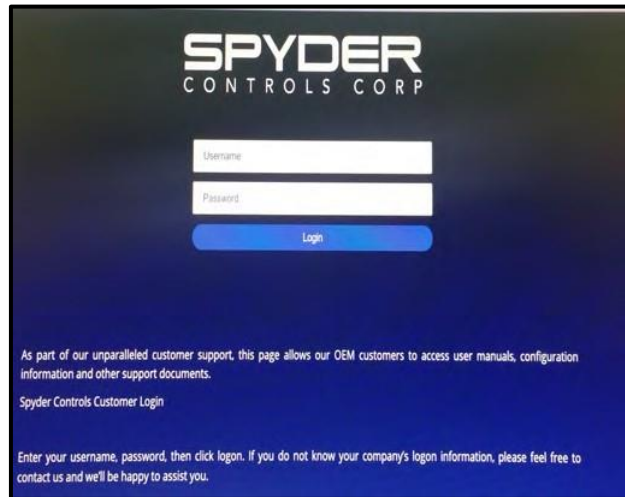 SPYDER
CONTROLS CORP
Username
Password
Login
As part of our unparalleled customer support, this page allows our OEM customers to access user manuals, configuration
information and other support documents.
Spyder Controls Customer Login
Enter your username, password, then click logon. If you do not know your company's logon information, please feel free to
contact us and we'll be happy to assist you.